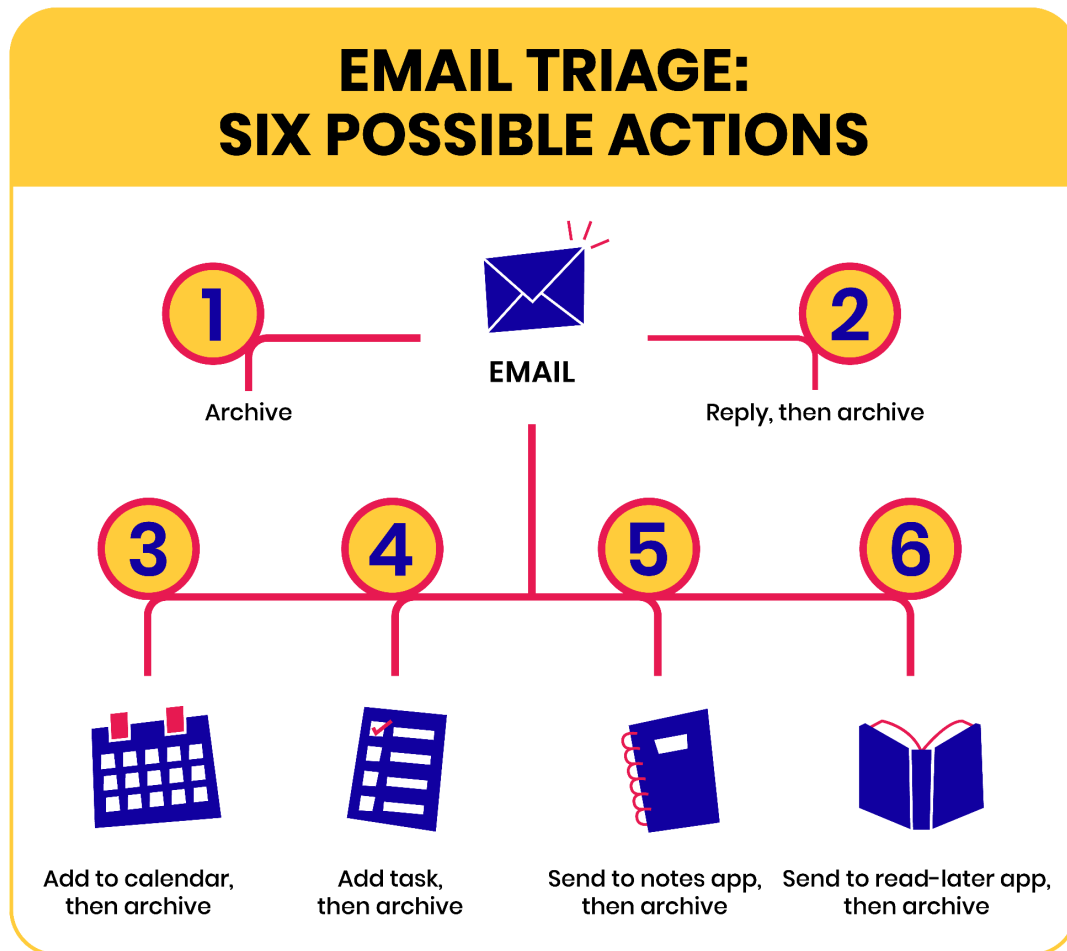 EMAIL TRIAGE:
SIX POSSIBLE ACTIONS
EMAIL
1
Archive
2
Reply, then archive
3
Add to calendar,
then archive
4
Add task,
then archive
5
Send to notes app,
then archive
6
Send to read-later app,
then archive